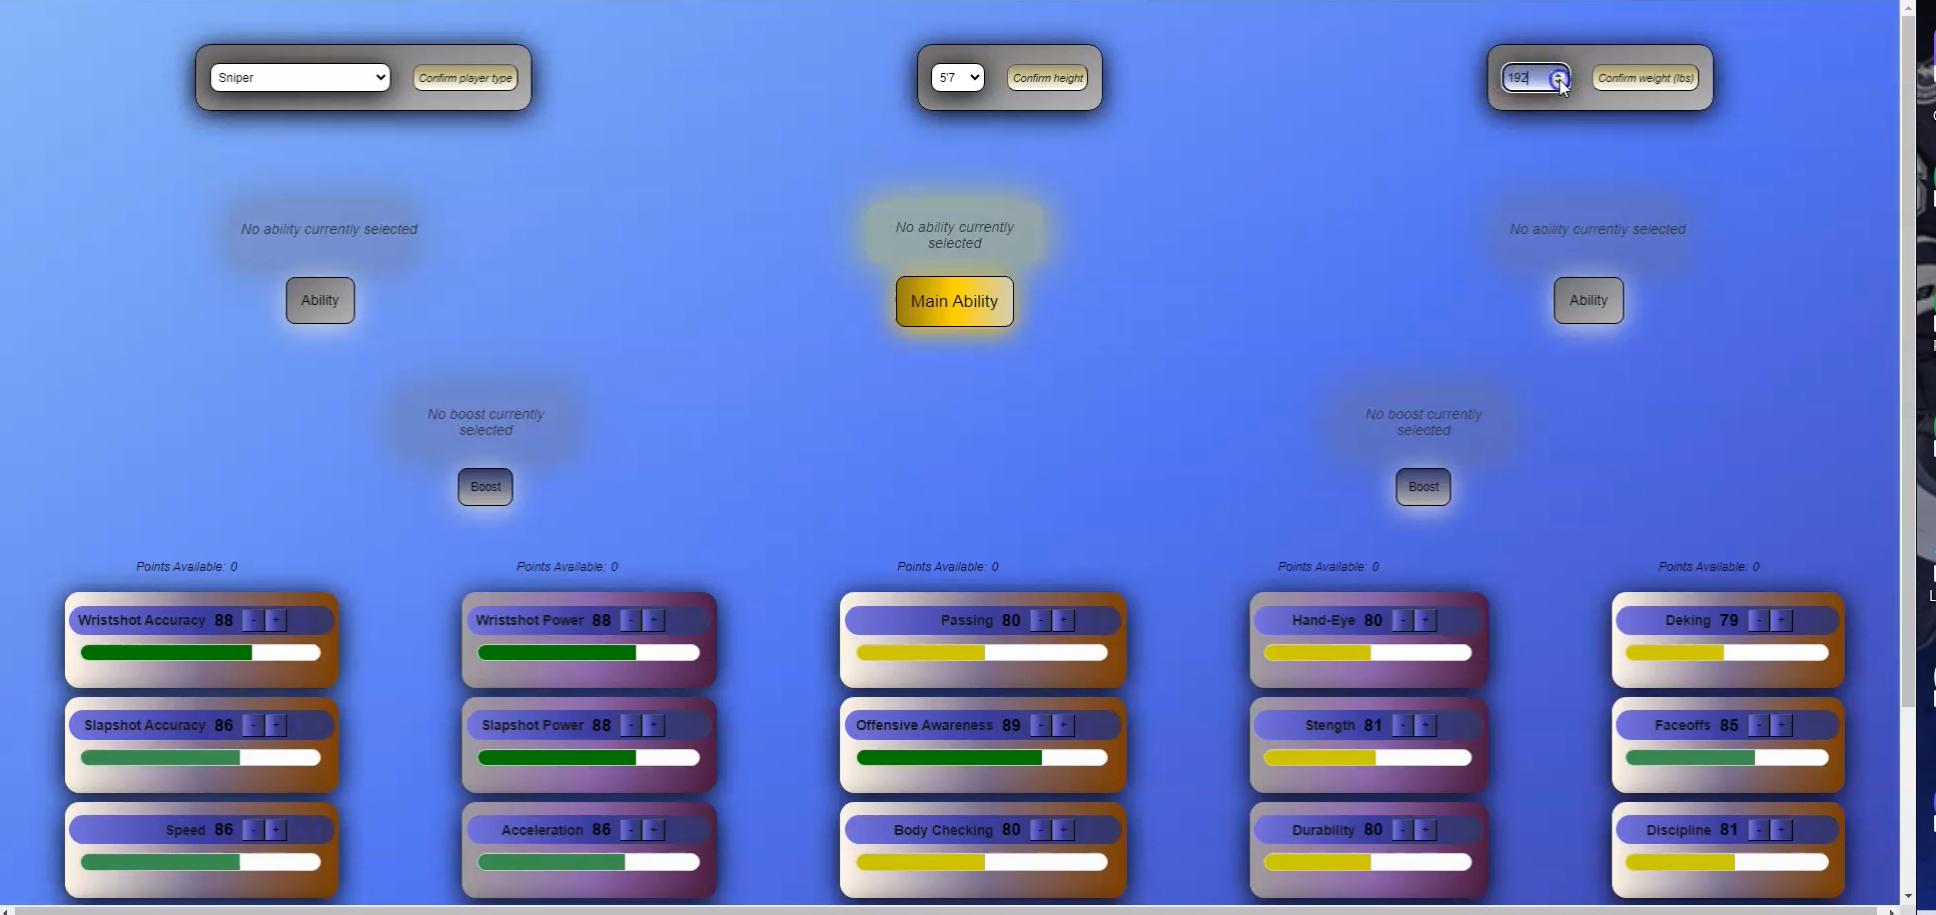 Sniper Confirm player type
5'7 Confirm height
192 Confirm weight (lbs)
No ability currently selected
No ability currently
selected
No ability currently selected
Ability
Main Ability
Ability
No boost currently
selected
No boost currently
selected
Boost
Boost
Points Available: 0
Points Available: 0
Points Available: 0
Points Available: 0
Points Available: 0
Wristshot Accuracy 88 - +
Wristshot Power 88 - +
Passing 80 - +
Hand-Eye 80 - +
Deking 79 - +
Slapshot Accuracy 86 - +
Slapshot Power 88 - +
Offensive Awareness 89 - +
Stength 81 - +
Faceoffs 85 - +
Speed 86 - +
Acceleration 86 - +
Body Checking 80 - +
Durability 80 - +
Discipline 81 - +